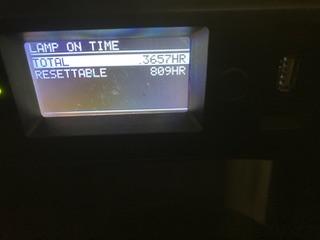 LAMP ON TIME
TOTAL 3657HR
RESETTABLE 809HR